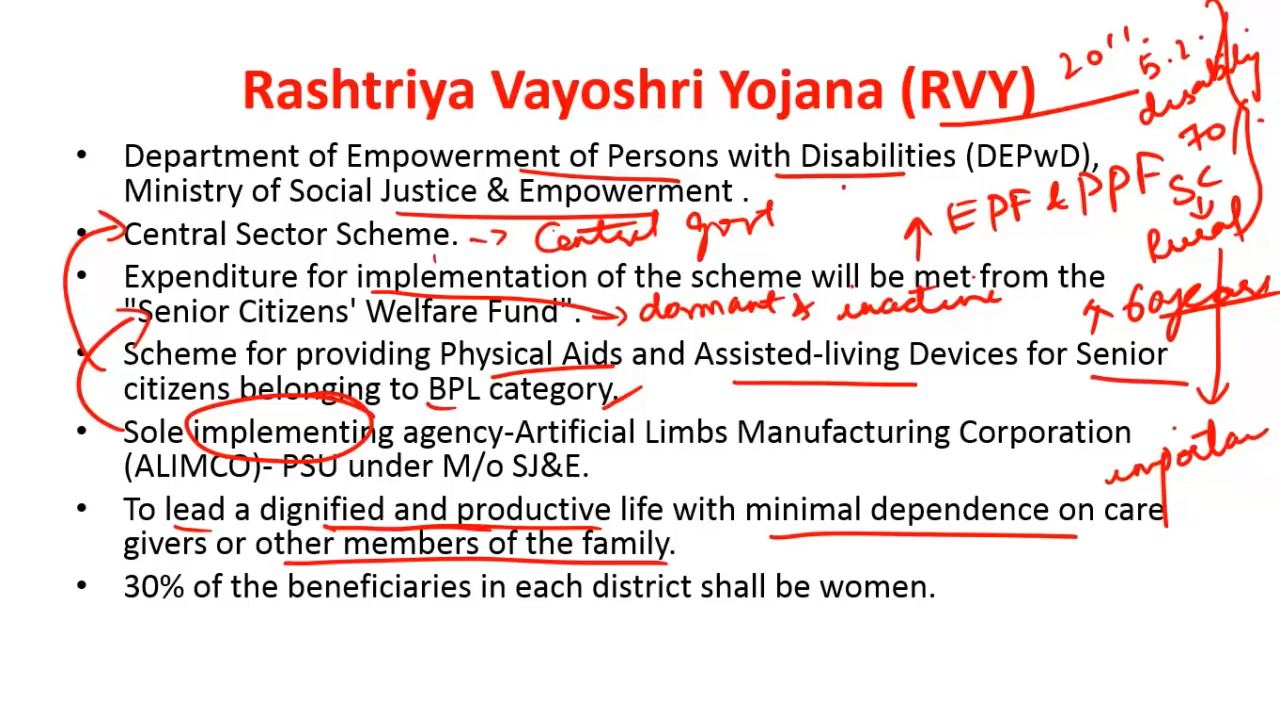 Rashtriya Vayoshri Yojana (RVY)
2011
5.2
disability
70%
• Department of Empowerment of Persons with Disabilities (DEPwD),
Ministry of Social Justice & Empowerment .
↑ EPF & PPF
SC
Rural
• Central Sector Scheme. → Central govt
• Expenditure for implementation of the scheme will be met from the
"Senior Citizens' Welfare Fund". → dormant & inactive
↑ 60years
• Scheme for providing Physical Aids and Assisted-living Devices for Senior
citizens belonging to BPL category.
• Sole implementing agency-Artificial Limbs Manufacturing Corporation
(ALIMCO)- PSU under M/o SJ&E.
• To lead a dignified and productive life with minimal dependence on care
givers or other members of the family.
• 30% of the beneficiaries in each district shall be women.